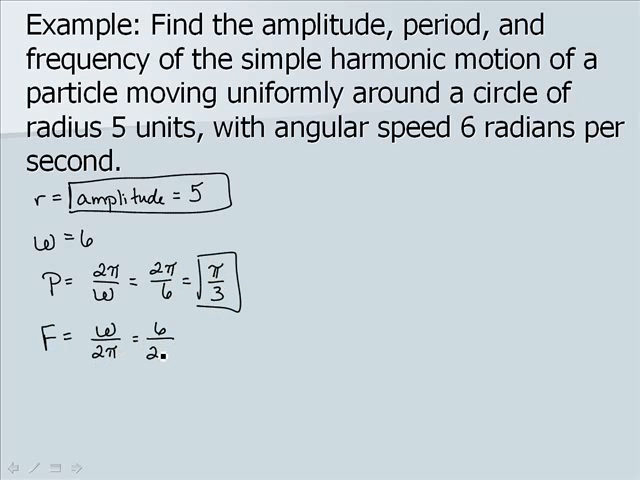 Example: Find the amplitude, period, and
frequency of the simple harmonic motion of a
particle moving uniformly around a circle of
radius 5 units, with angular speed 6 radians per
second.
r = amplitude = 5
ω = 6
P = 2π/ω = 2π/6 = π/3
F = ω/2π = 6/2